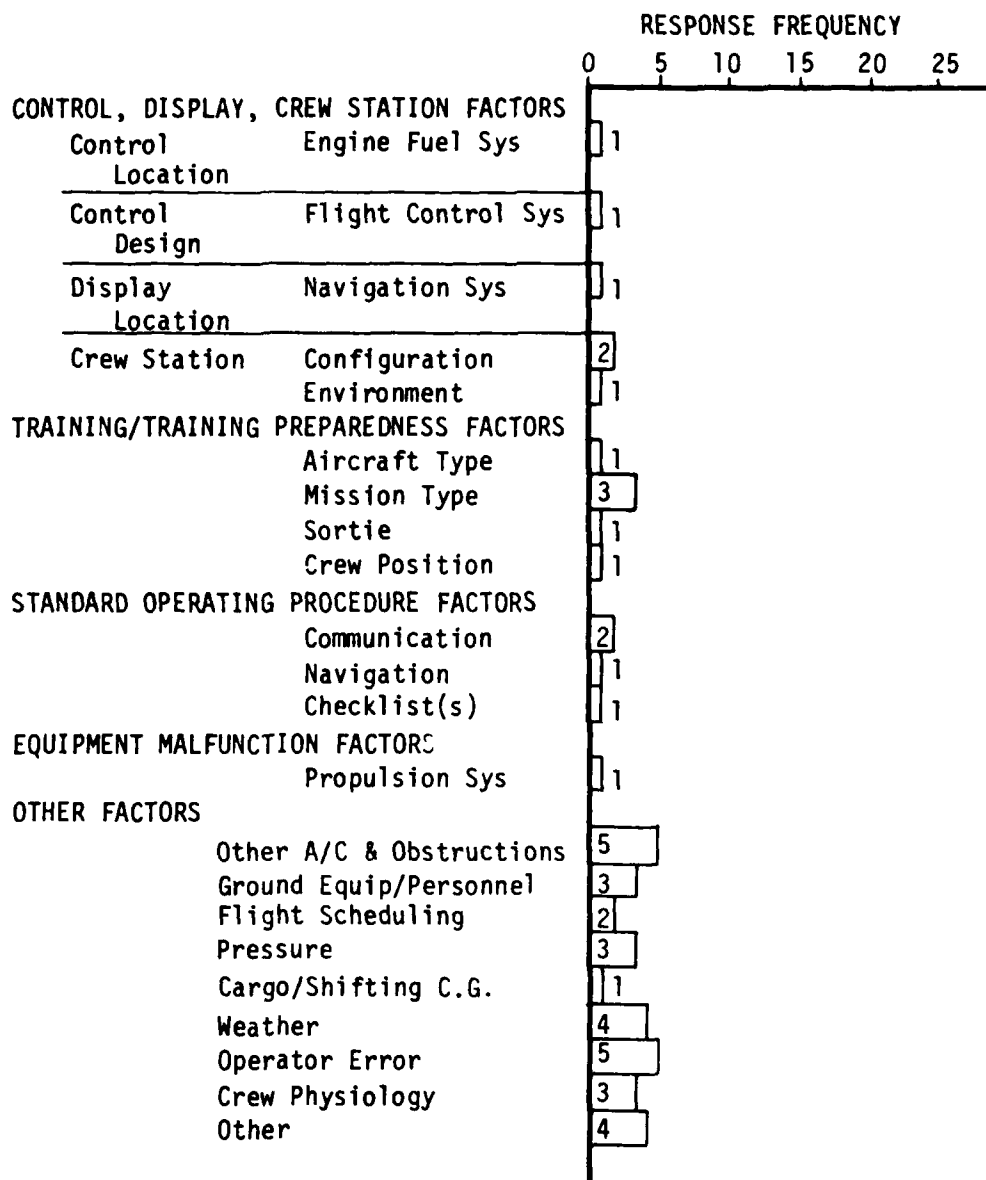 RESPONSE FREQUENCY
0 5 10 15 20 25
CONTROL, DISPLAY, CREW STATION FACTORS
Control Engine Fuel Sys 1
Location
Control Flight Control Sys 1
Design
Display Navigation Sys 1
Location
Crew Station Configuration 2
Environment 1
TRAINING/TRAINING PREPAREDNESS FACTORS
Aircraft Type 1
Mission Type 3
Sortie 1
Crew Position 1
STANDARD OPERATING PROCEDURE FACTORS
Communication 2
Navigation 1
Checklist(s) 1
EQUIPMENT MALFUNCTION FACTORS
Propulsion Sys 1
OTHER FACTORS
Other A/C & Obstructions 5
Ground Equip/Personnel 3
Flight Scheduling 2
Pressure 3
Cargo/Shifting C.G. 1
Weather 4
Operator Error 5
Crew Physiology 3
Other 4